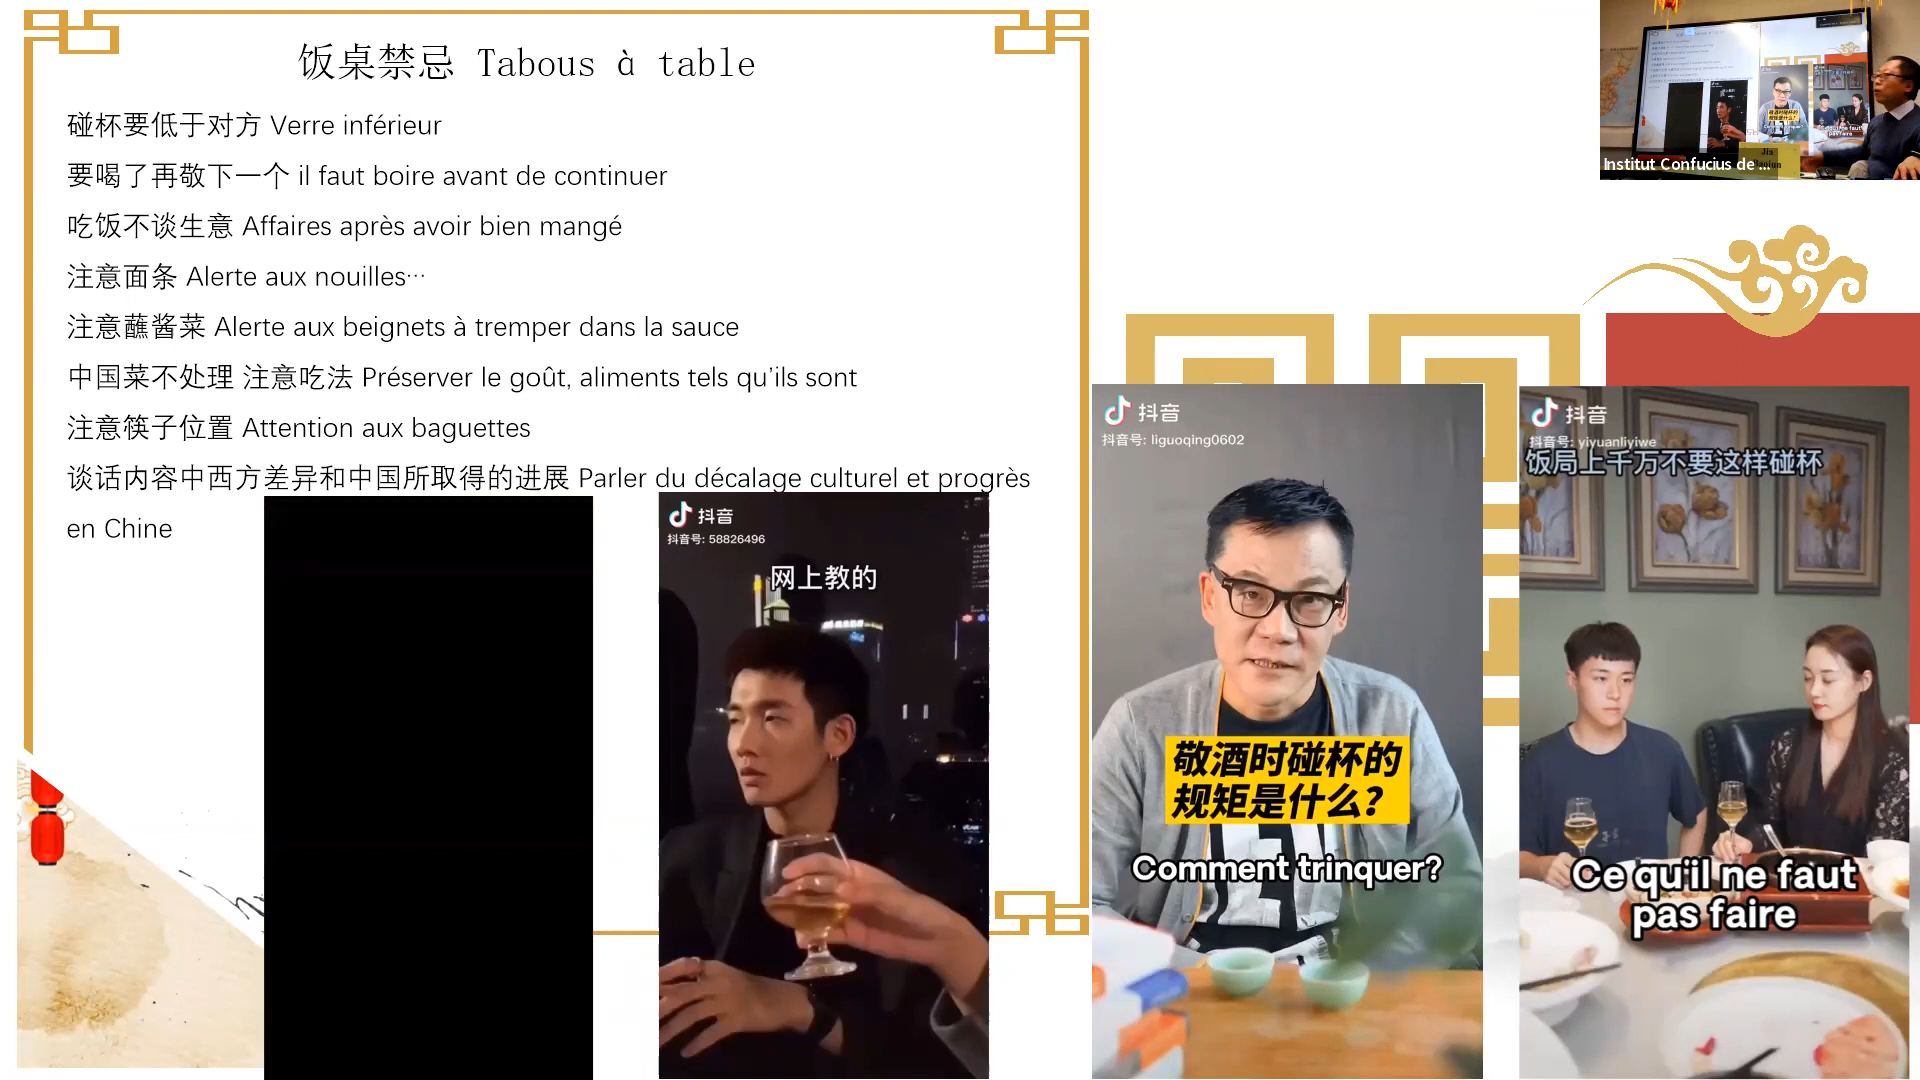 饭桌禁忌 Tabous à table
碰杯要低于对方 Verre inférieur
要喝了再敬下一个 il faut boire avant de continuer
吃饭不谈生意 Affaires après avoir bien mangé
注意面条 Alerte aux nouilles…
注意蘸酱菜 Alerte aux beignets à tremper dans la sauce
中国菜不处理 注意吃法 Préserver le goût, aliments tels qu’ils sont
注意筷子位置 Attention aux baguettes
谈话内容中西方差异和中国所取得的进展 Parler du décalage culturel et progrès
en Chine
抖音
抖音号: 58826496
网上教的
抖音
抖音号: liguoqing0602
敬酒时碰杯的
规矩是什么？
Comment trinquer?
抖音
抖音号: yiyuanliyiwe
饭局上千万不要这样碰杯
Ce qu'il ne faut
pas faire
Institut Confucius de ...
Jia